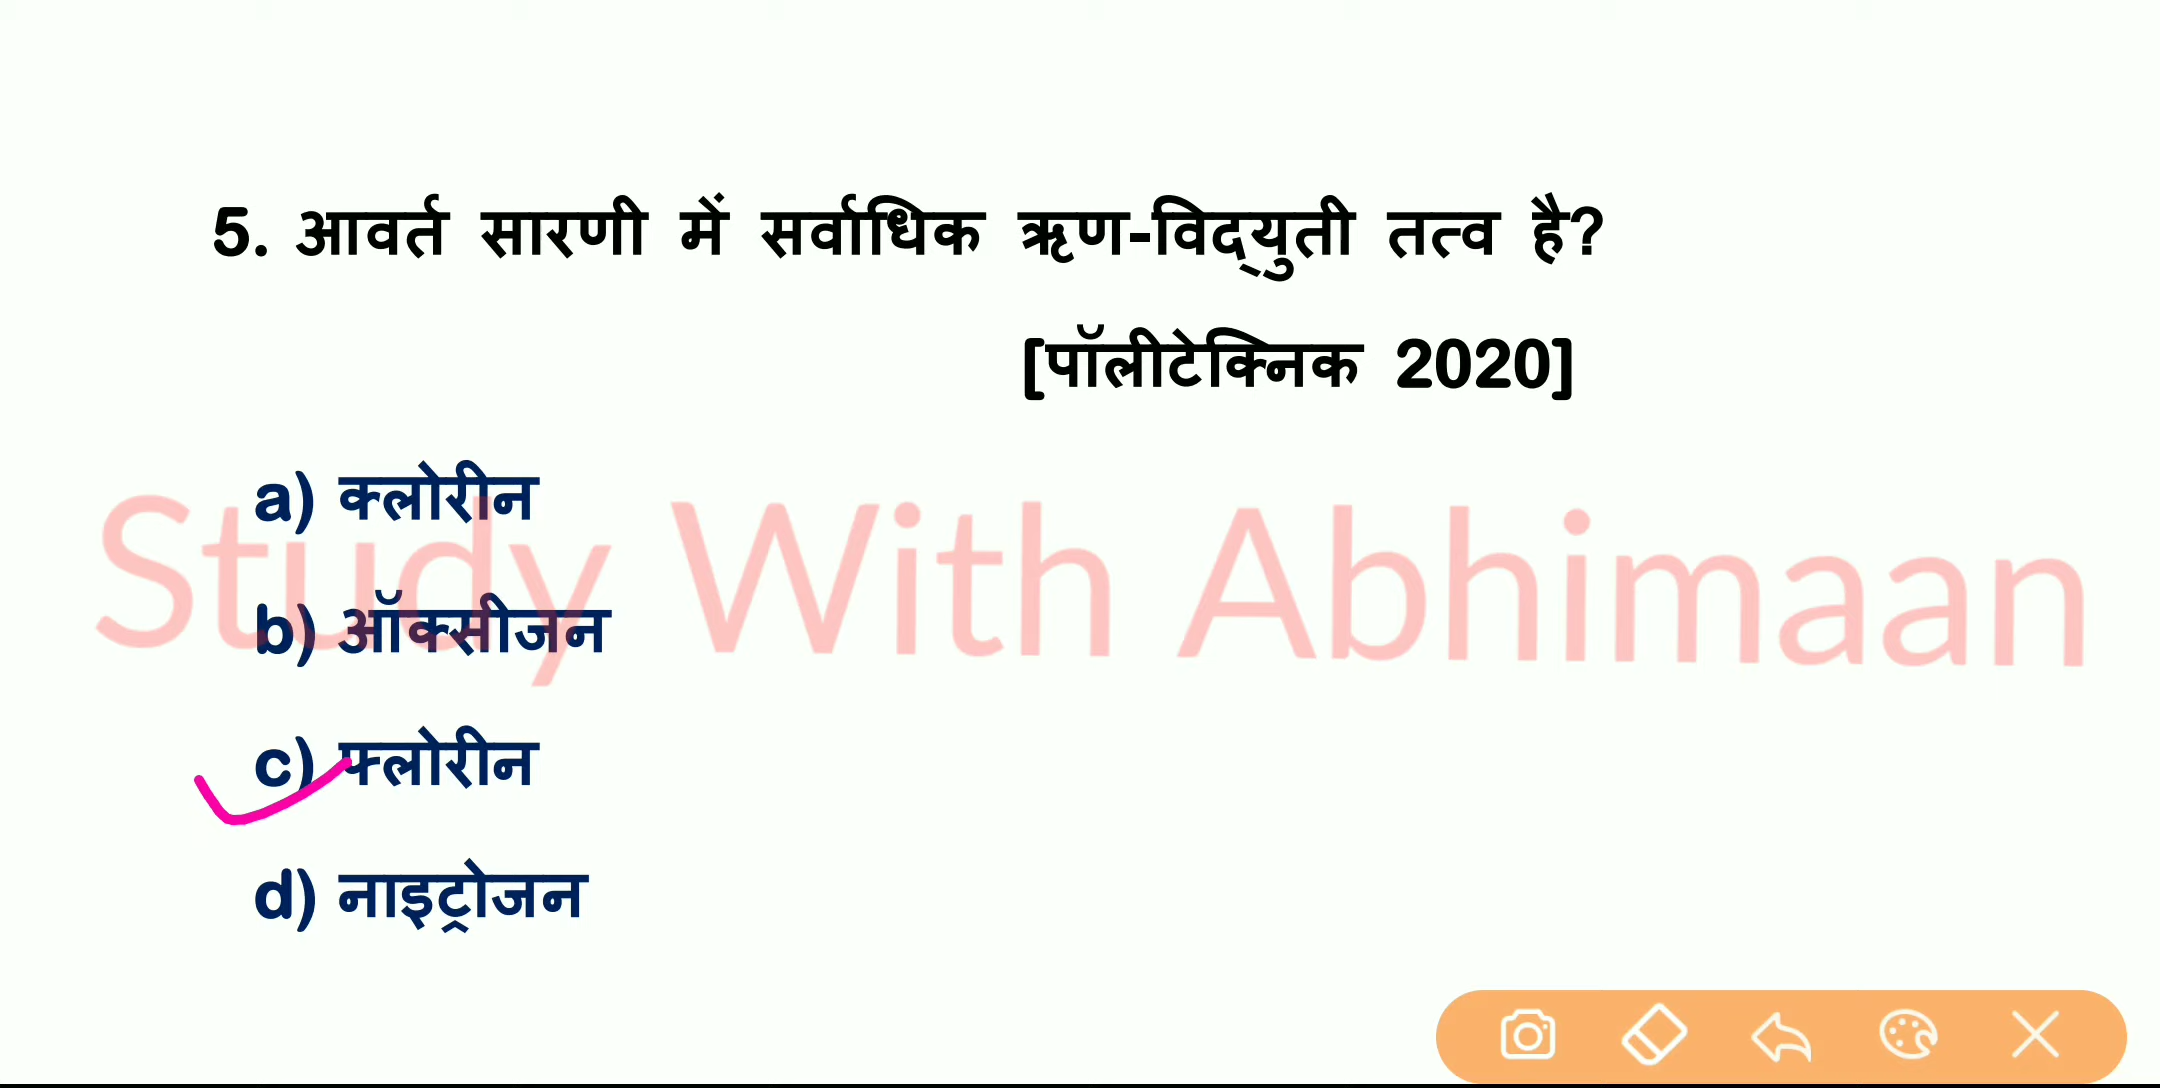 5. आवर्त सारणी में सर्वाधिक ऋण-विद्‌युती तत्व है?
[पॉलीटेक्निक 2020]
a) क्लोरीन
Study With Abhimaan
b) ऑक्सीजन
c) फ्लोरीन
d) नाइट्रोजन